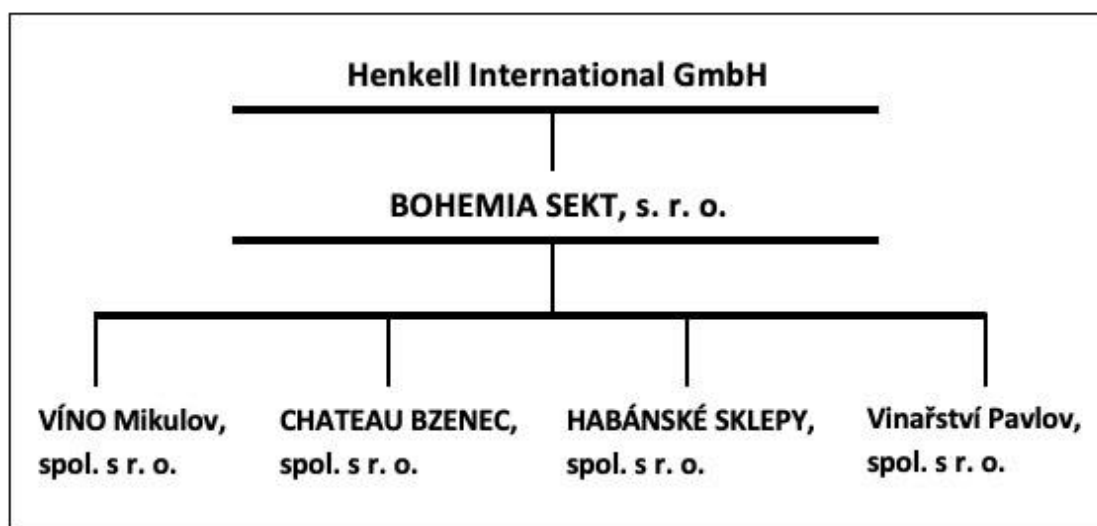 Henkell International GmbH
BOHEMIA SEKT, s. r. o.
VÍNO Mikulov,
spol. s r. o.
CHATEAU BZENEC,
spol. s r. o.
HABÁNSKÉ SKLEPY,
spol. s r. o.
Vinařství Pavlov,
spol. s r. o.